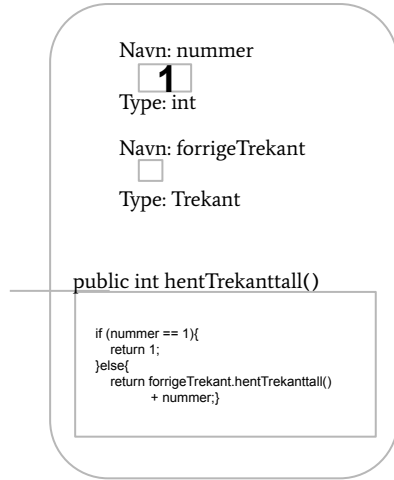 Navn: nummer
1
Type: int
Navn: forrigeTrekant
Type: Trekant
public int hentTrekanttall()
if (nummer == 1){
return 1;
}else{
return forrigeTrekant.hentTrekanttall()
+ nummer;}